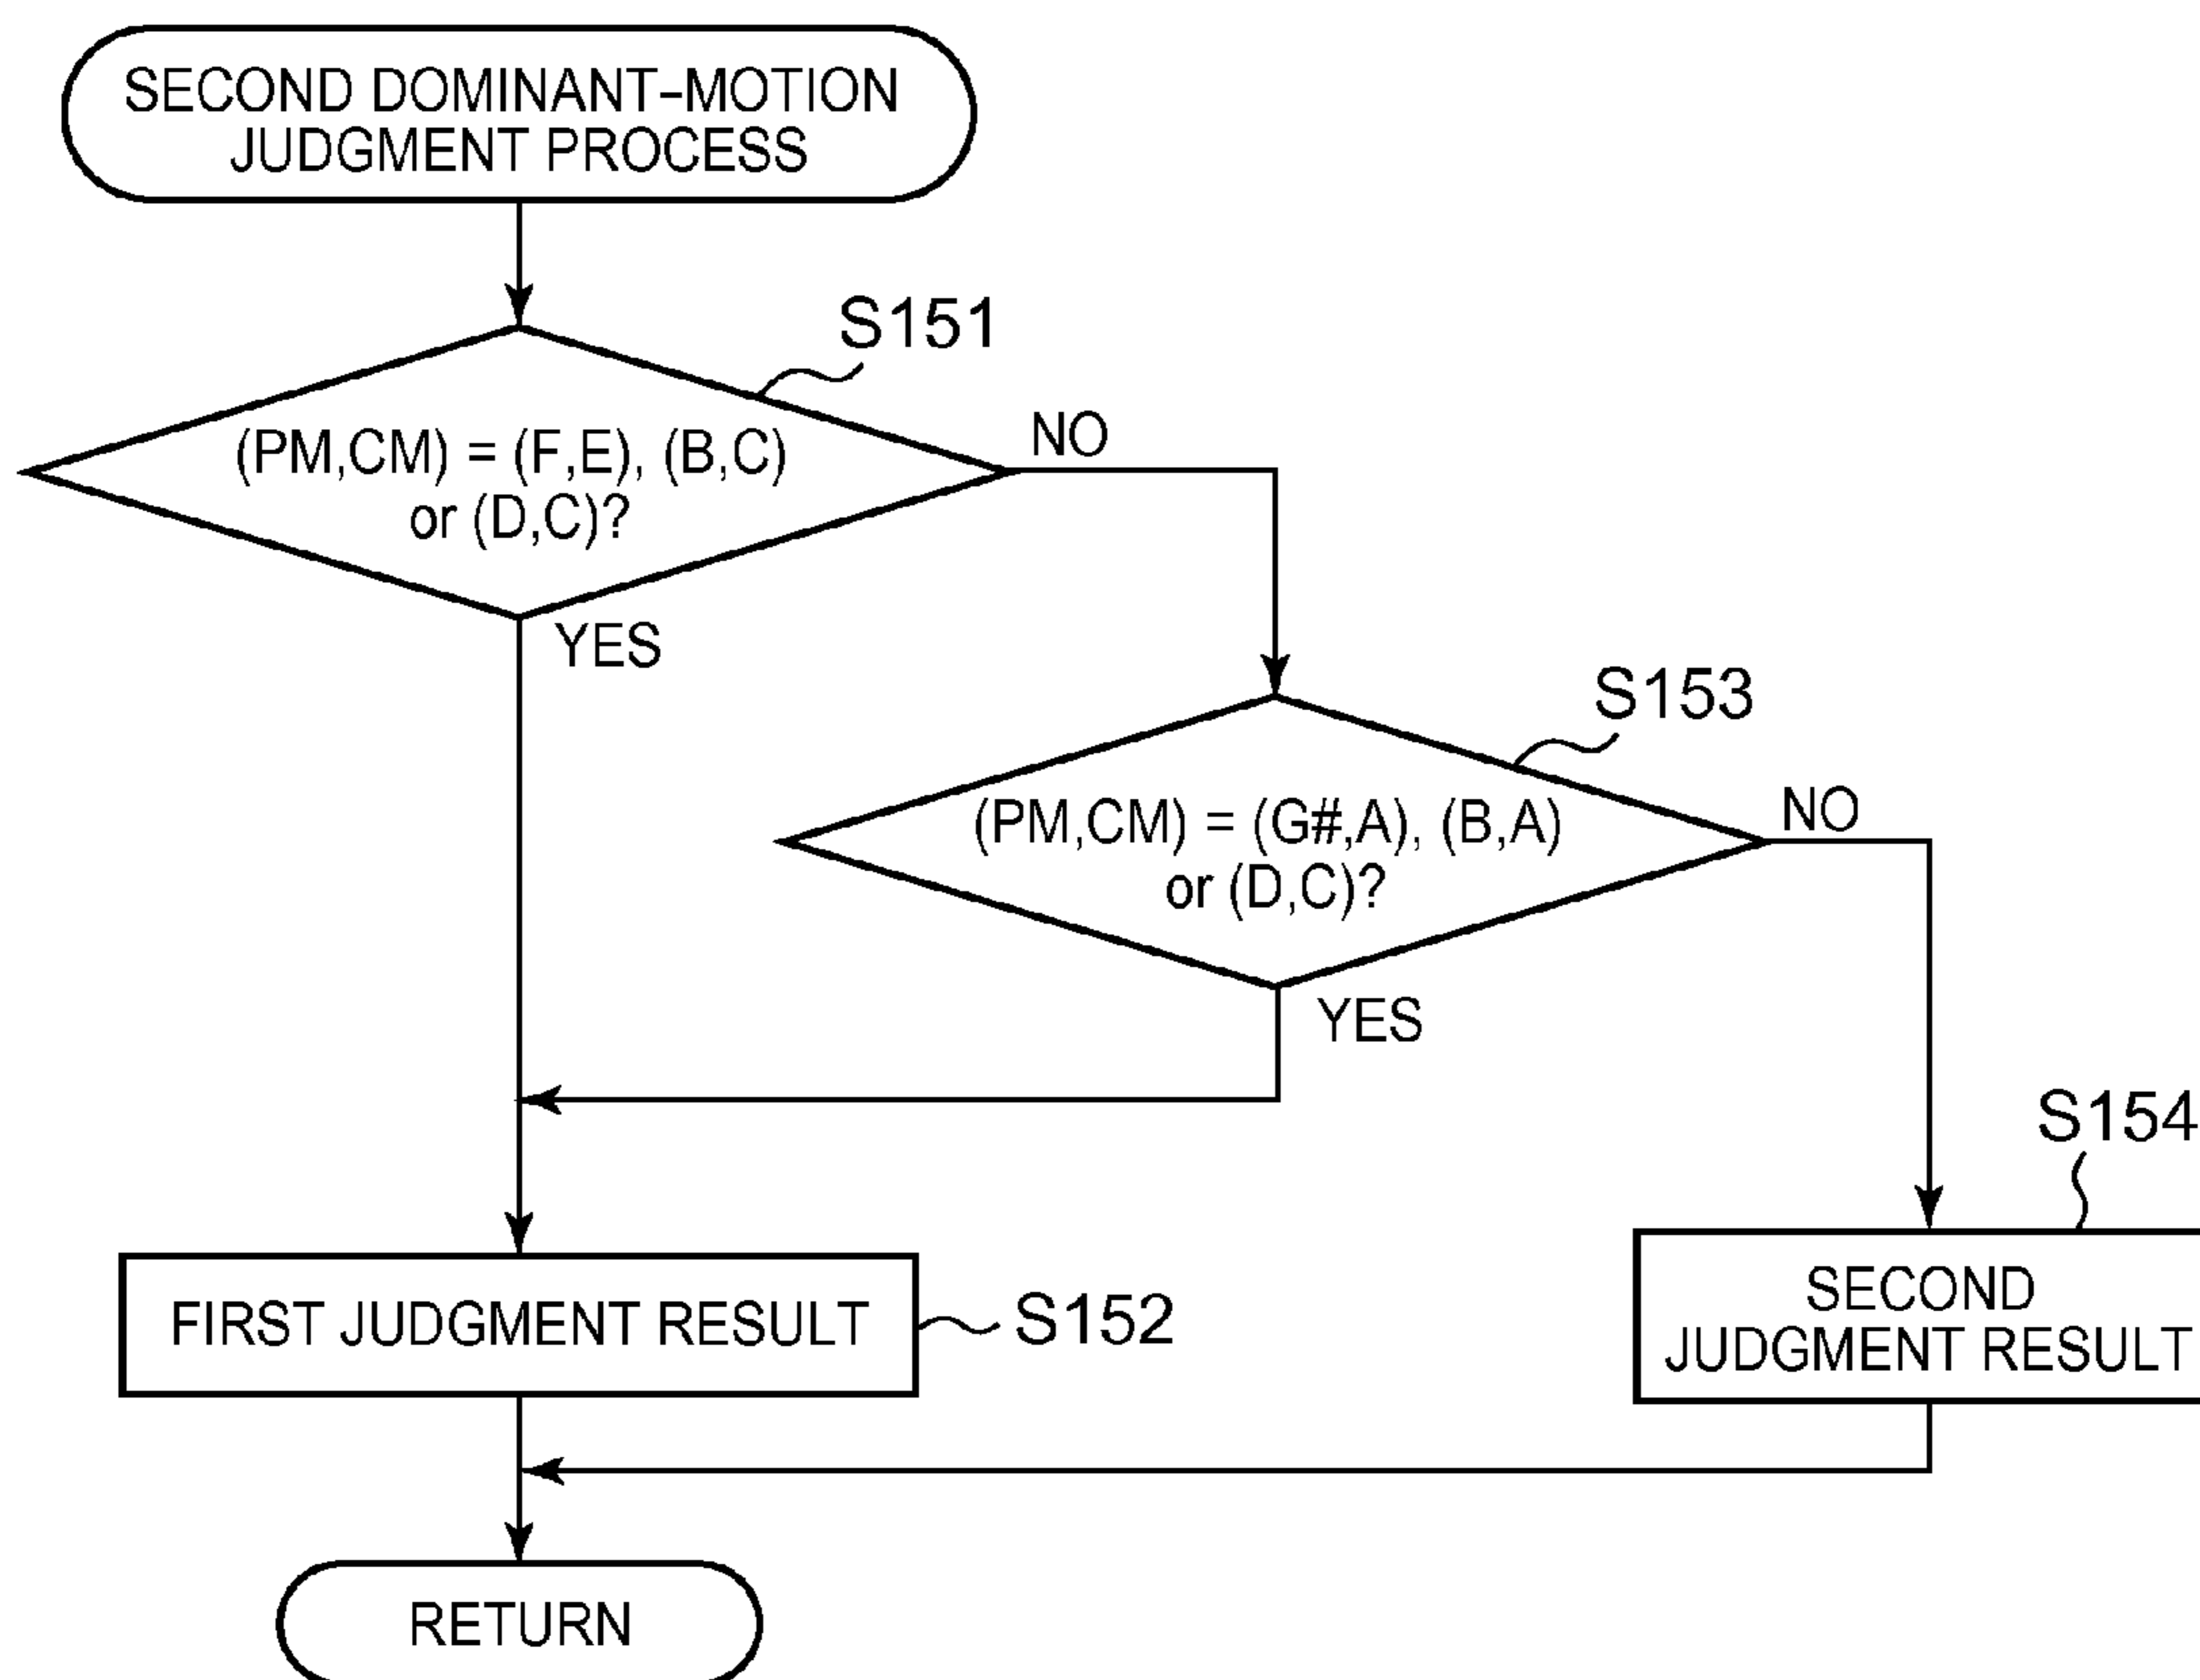 SECOND DOMINANT-MOTION
JUDGMENT PROCESS
S151
(PM,CM) = (F,E), (B,C)
or (D,C)?
NO
YES
S153
(PM,CM) = (G#,A), (B,A)
or (D,C)?
NO
YES
S154
FIRST JUDGMENT RESULT
S152
SECOND
JUDGMENT RESULT
RETURN